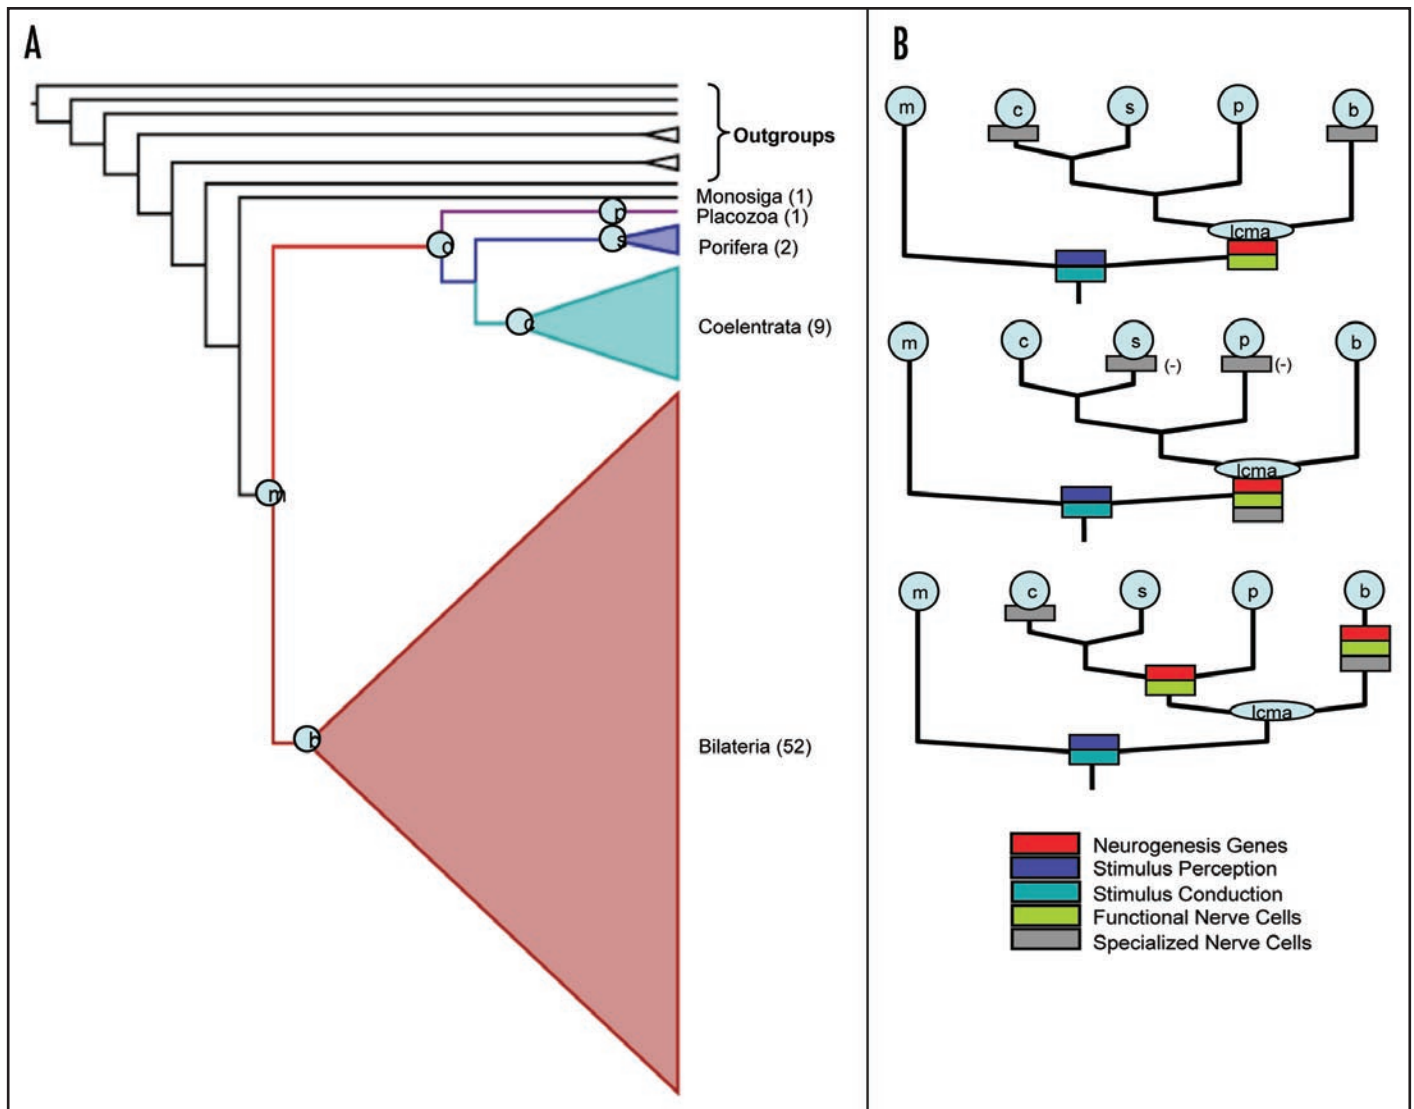 A
Outgroups
Monosiga (1)
p
Placozoa (1)
s
Porifera (2)
c
Coelentrata (9)
m
b
Bilateria (52)
B
m c s p b
lcma
m c s p b
(-) (-)
lcma
m c s p b
lcma
Neurogenesis Genes
Stimulus Perception
Stimulus Conduction
Functional Nerve Cells
Specialized Nerve Cells